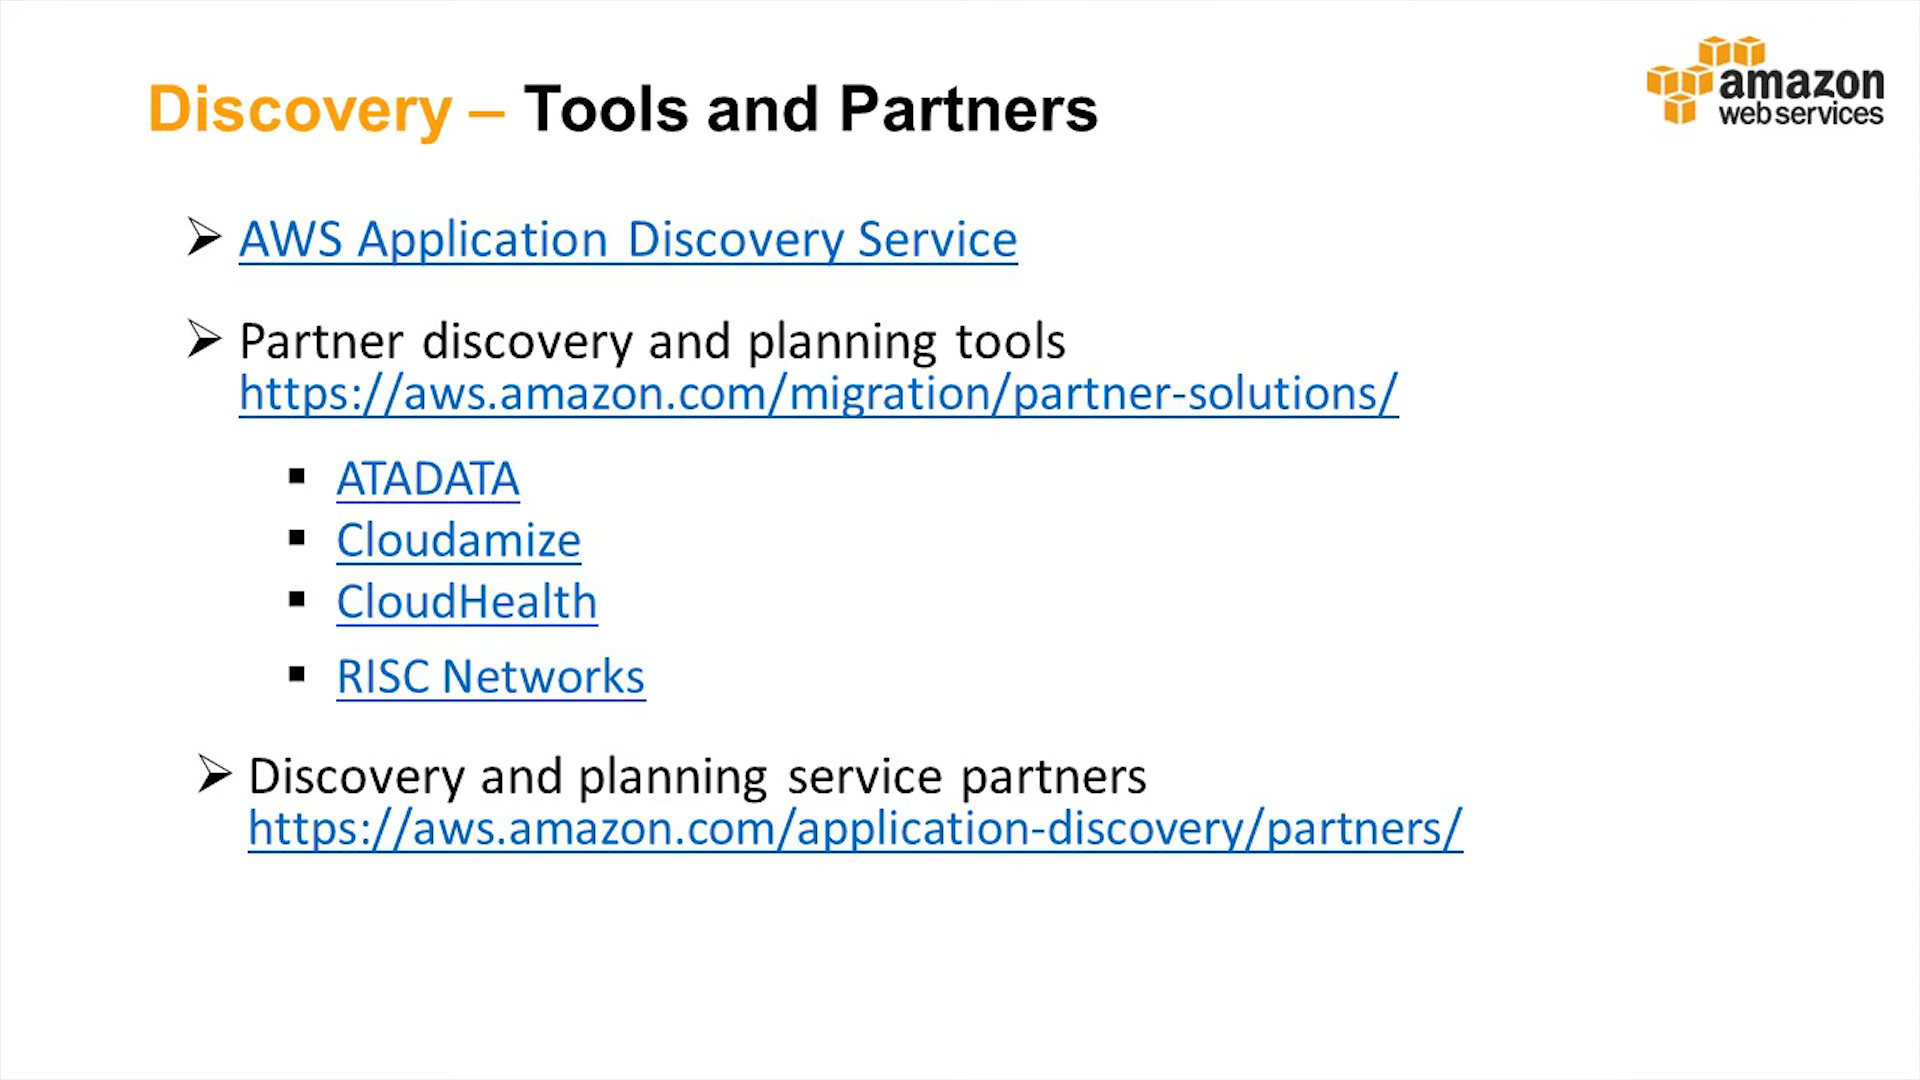 Discovery – Tools and Partners
amazon
web services
AWS Application Discovery Service
Partner discovery and planning tools
https://aws.amazon.com/migration/partner-solutions/
ATADATA
Cloudamize
CloudHealth
RISC Networks
Discovery and planning service partners
https://aws.amazon.com/application-discovery/partners/